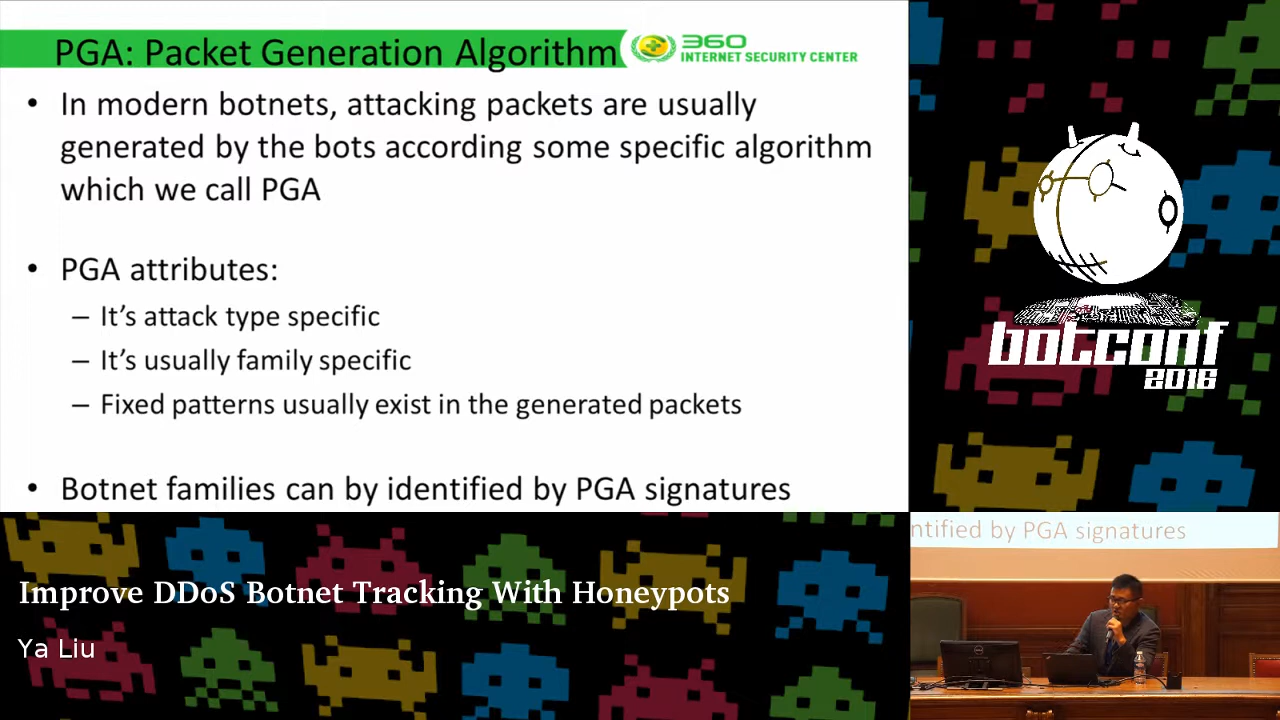 PGA: Packet Generation Algorithm
360
INTERNET SECURITY CENTER
• In modern botnets, attacking packets are usually
generated by the bots according some specific algorithm
which we call PGA
• PGA attributes:
– It's attack type specific
– It's usually family specific
– Fixed patterns usually exist in the generated packets
• Botnet families can by identified by PGA signatures
botconf
2016
ntified by PGA signatures
Improve DDoS Botnet Tracking With Honeypots
Ya Liu